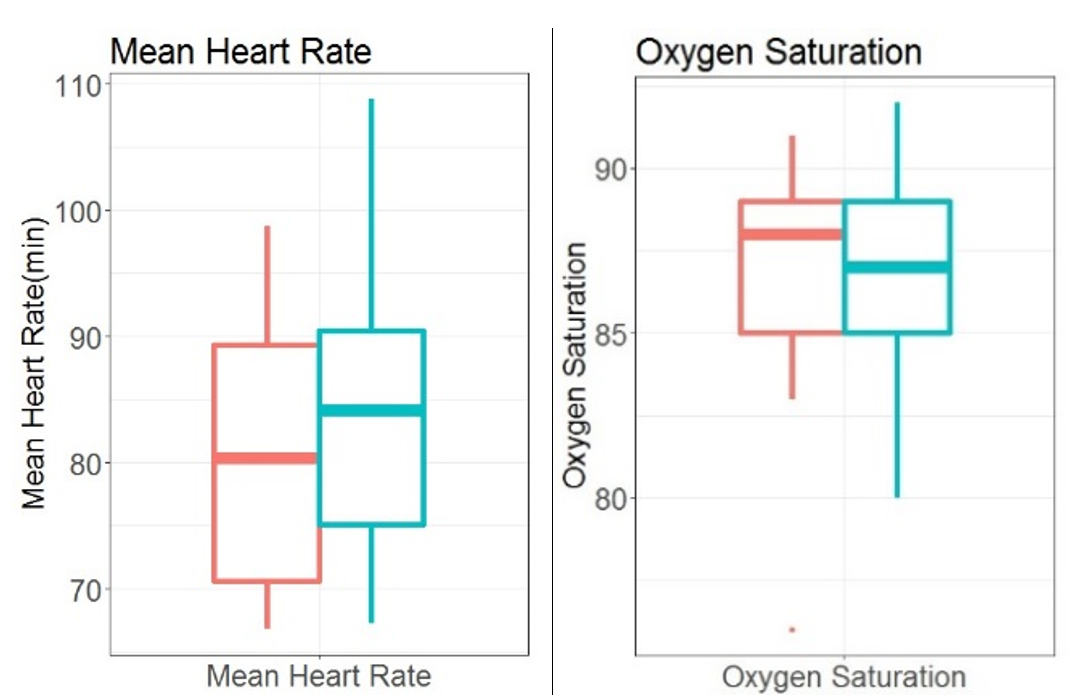 Mean Heart Rate
Mean Heart Rate(min)
110
100
90
80
70
Mean Heart Rate
Oxygen Saturation
Oxygen Saturation
90
85
80
Oxygen Saturation